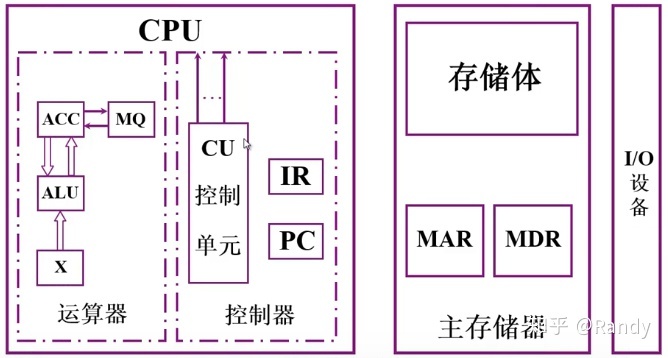 CPU
ACC
MQ
ALU
X
运算器
...
CU
控制
单元
IR
PC
控制器
存储体
MAR
MDR
主存储器
I/O
设备
知乎 @Randy